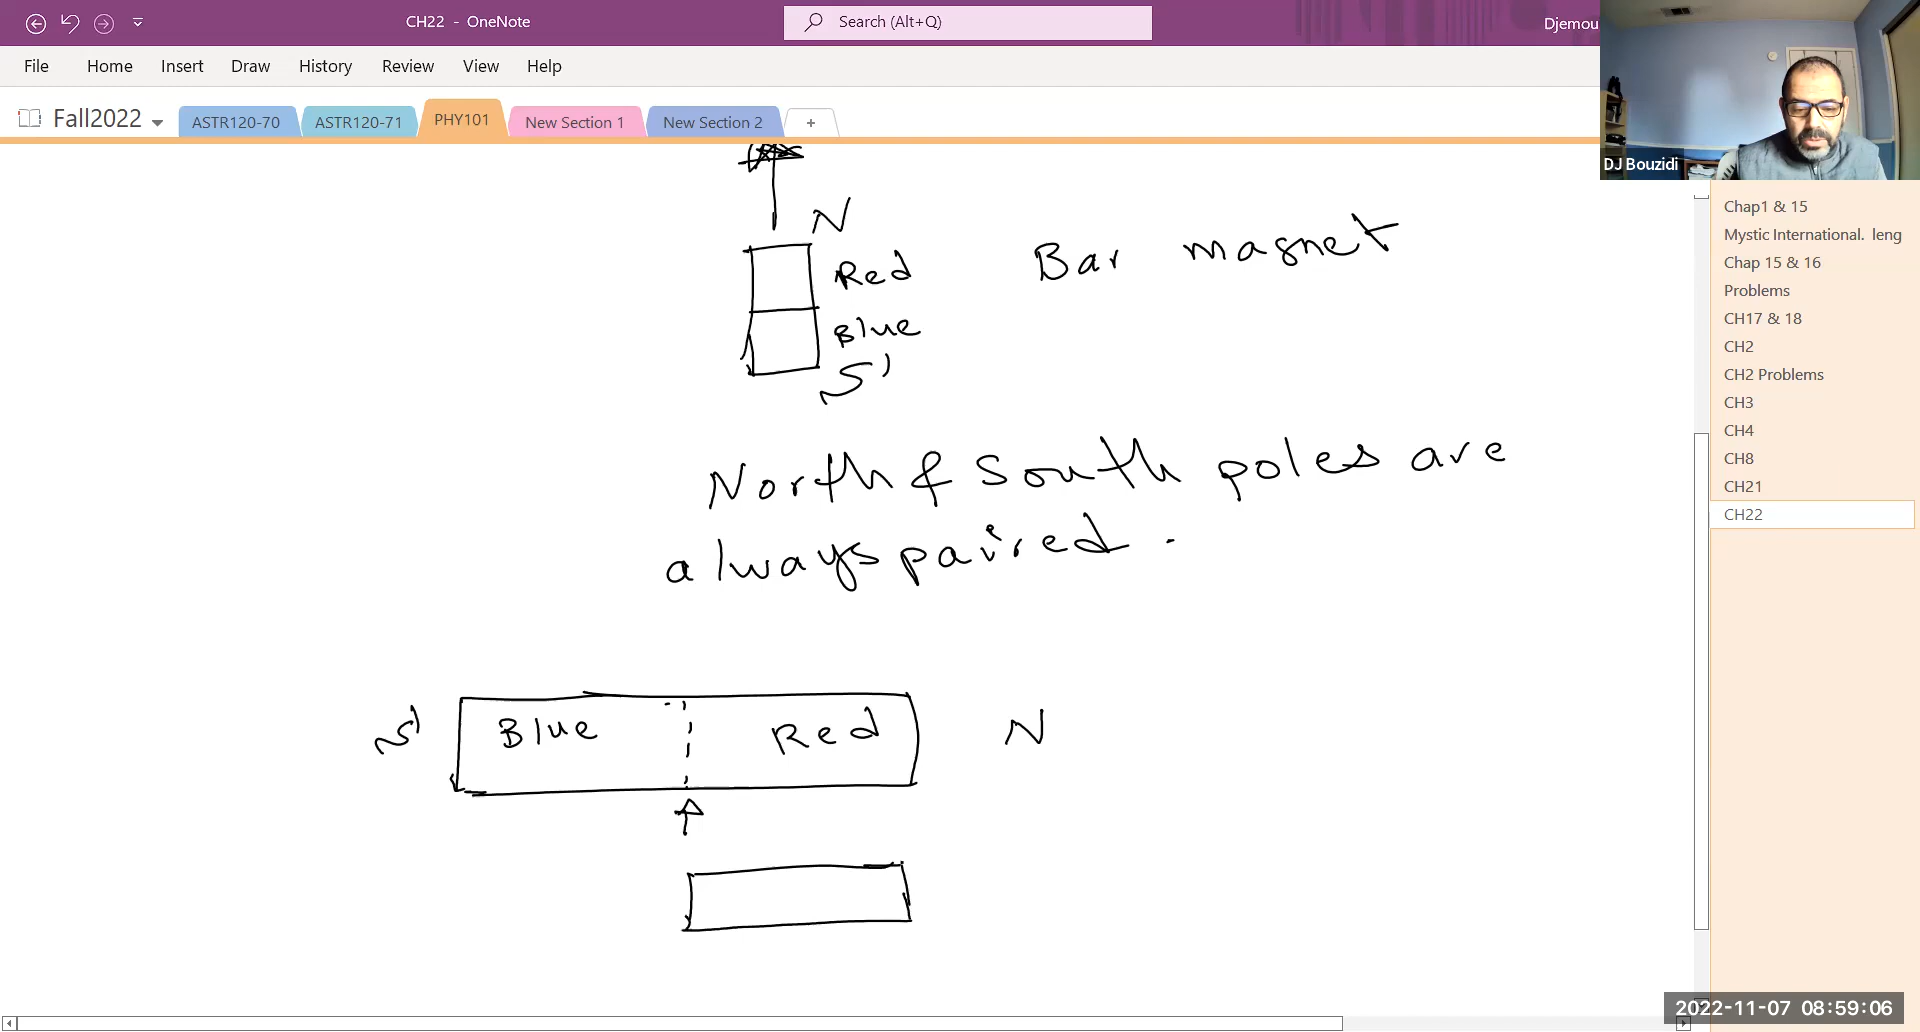 CH22 - OneNote
Search (Alt+Q)
Djemou
File Home Insert Draw History Review View Help
Fall2022
ASTR120-70
ASTR120-71
PHY101
New Section 1
New Section 2
+
DJ Bouzidi
N
Red
Blue
S
Bar magnet
North & South poles are
always paired.
S
Blue
Red
N
Chap1 & 15
Mystic International. leng
Chap 15 & 16
Problems
CH17 & 18
CH2
CH2 Problems
CH3
CH4
CH8
CH21
CH22
2022-11-07 08:59:06